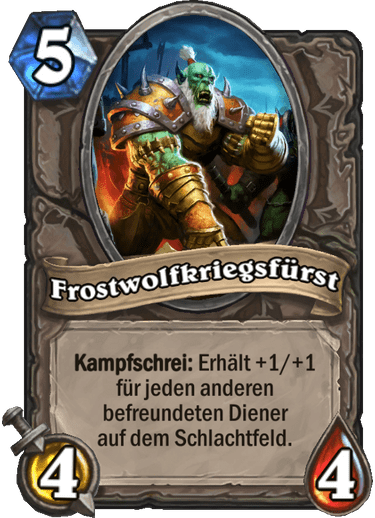 5
Frostwolfkriegsfürst
Kampfschrei: Erhält +1/+1
für jeden anderen
befreundeten Diener
auf dem Schlachtfeld.
4 4